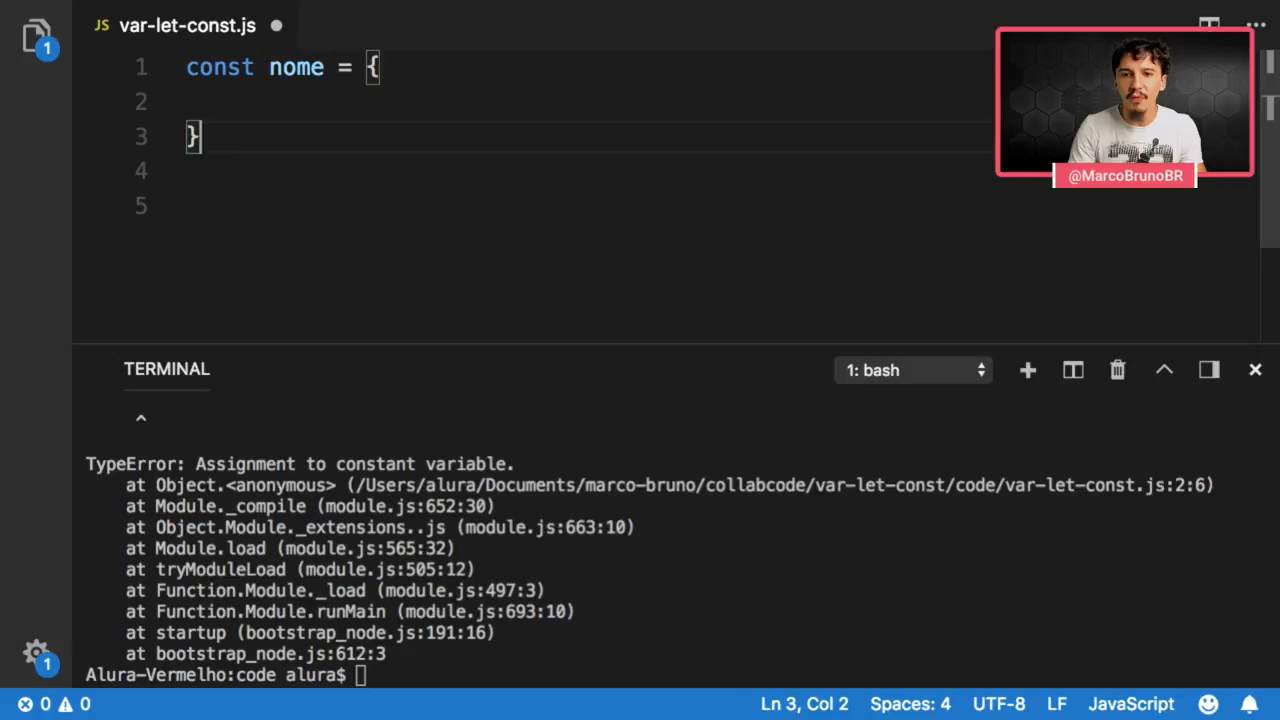 JS var-let-const.js
1
1 const nome = {
2
3 }
4
5
@MarcoBrunoBR
TERMINAL
1: bash
^
TypeError: Assignment to constant variable.
at Object.<anonymous> (/Users/alura/Documents/marco-bruno/collabcode/var-let-const/code/var-let-const.js:2:6)
at Module._compile (module.js:652:30)
at Object.Module._extensions..js (module.js:663:10)
at Module.load (module.js:565:32)
at tryModuleLoad (module.js:505:12)
at Function.Module._load (module.js:497:3)
at Function.Module.runMain (module.js:693:10)
at startup (bootstrap_node.js:191:16)
at bootstrap_node.js:612:3
Alura-Vermelho:code alura$
1
0 0 Ln 3, Col 2 Spaces: 4 UTF-8 LF JavaScript